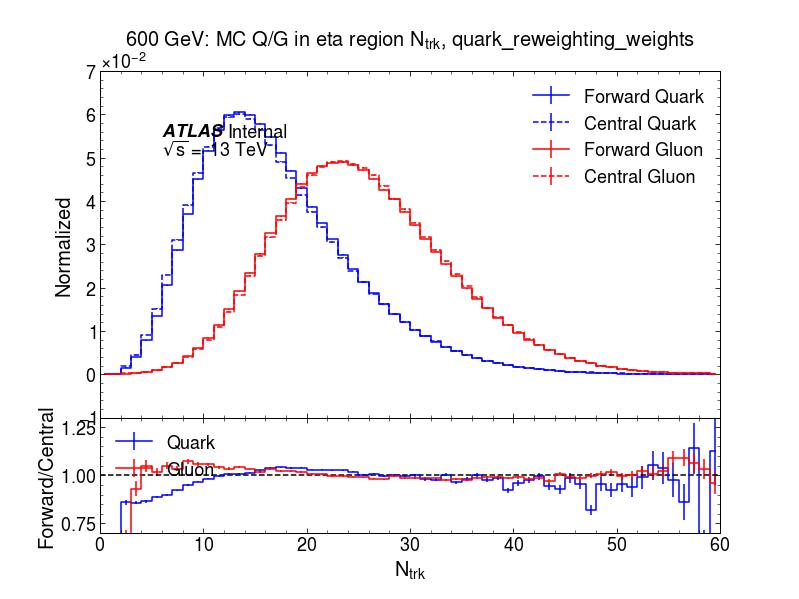 600 GeV: MC Q/G in eta region Ntrk, quark_reweighting_weights
×10−2
7
6
5
4
3
2
1
0
−1
Normalized
ATLAS Internal
√s = 13 TeV
Forward Quark
Central Quark
Forward Gluon
Central Gluon
1.25
1.00
0.75
Forward/Central
Quark
Gluon
0 10 20 30 40 50 60
Ntrk